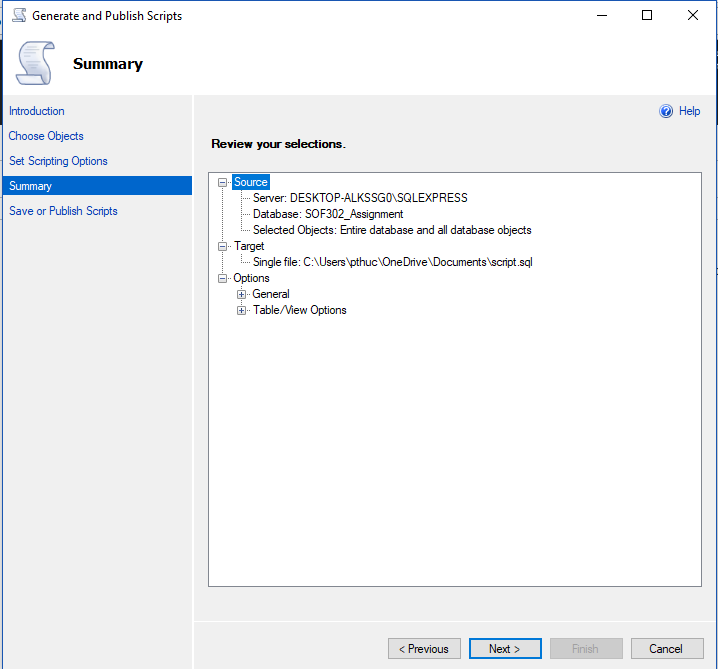 Generate and Publish Scripts
Summary
Introduction
Choose Objects
Set Scripting Options
Summary
Save or Publish Scripts
Help
Review your selections.
Source
Server: DESKTOP-ALKSSG0\SQLEXPRESS
Database: SOF302_Assignment
Selected Objects: Entire database and all database objects
Target
Single file: C:\Users\pthuc\OneDrive\Documents\script.sql
Options
General
Table/View Options
< Previous
Next >
Finish
Cancel